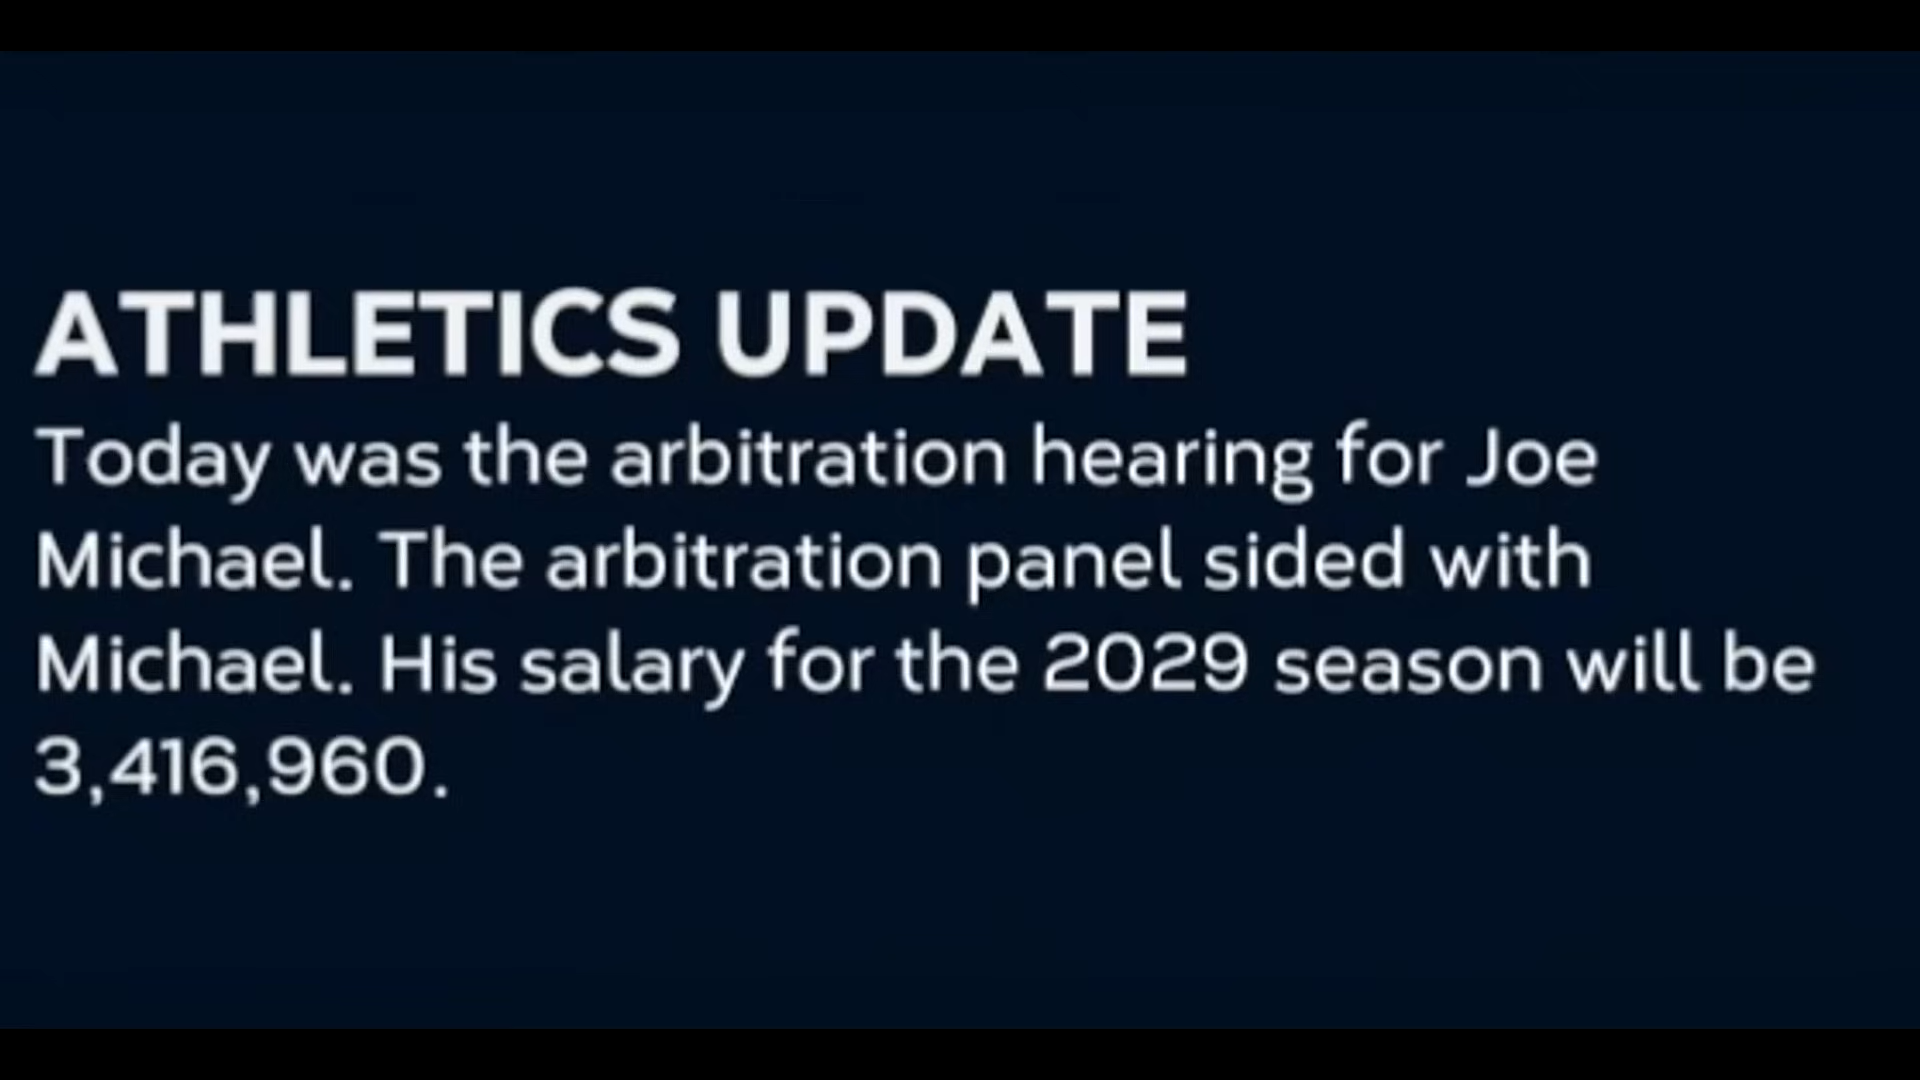 ATHLETICS UPDATE
Today was the arbitration hearing for Joe
Michael. The arbitration panel sided with
Michael. His salary for the 2029 season will be
3,416,960.